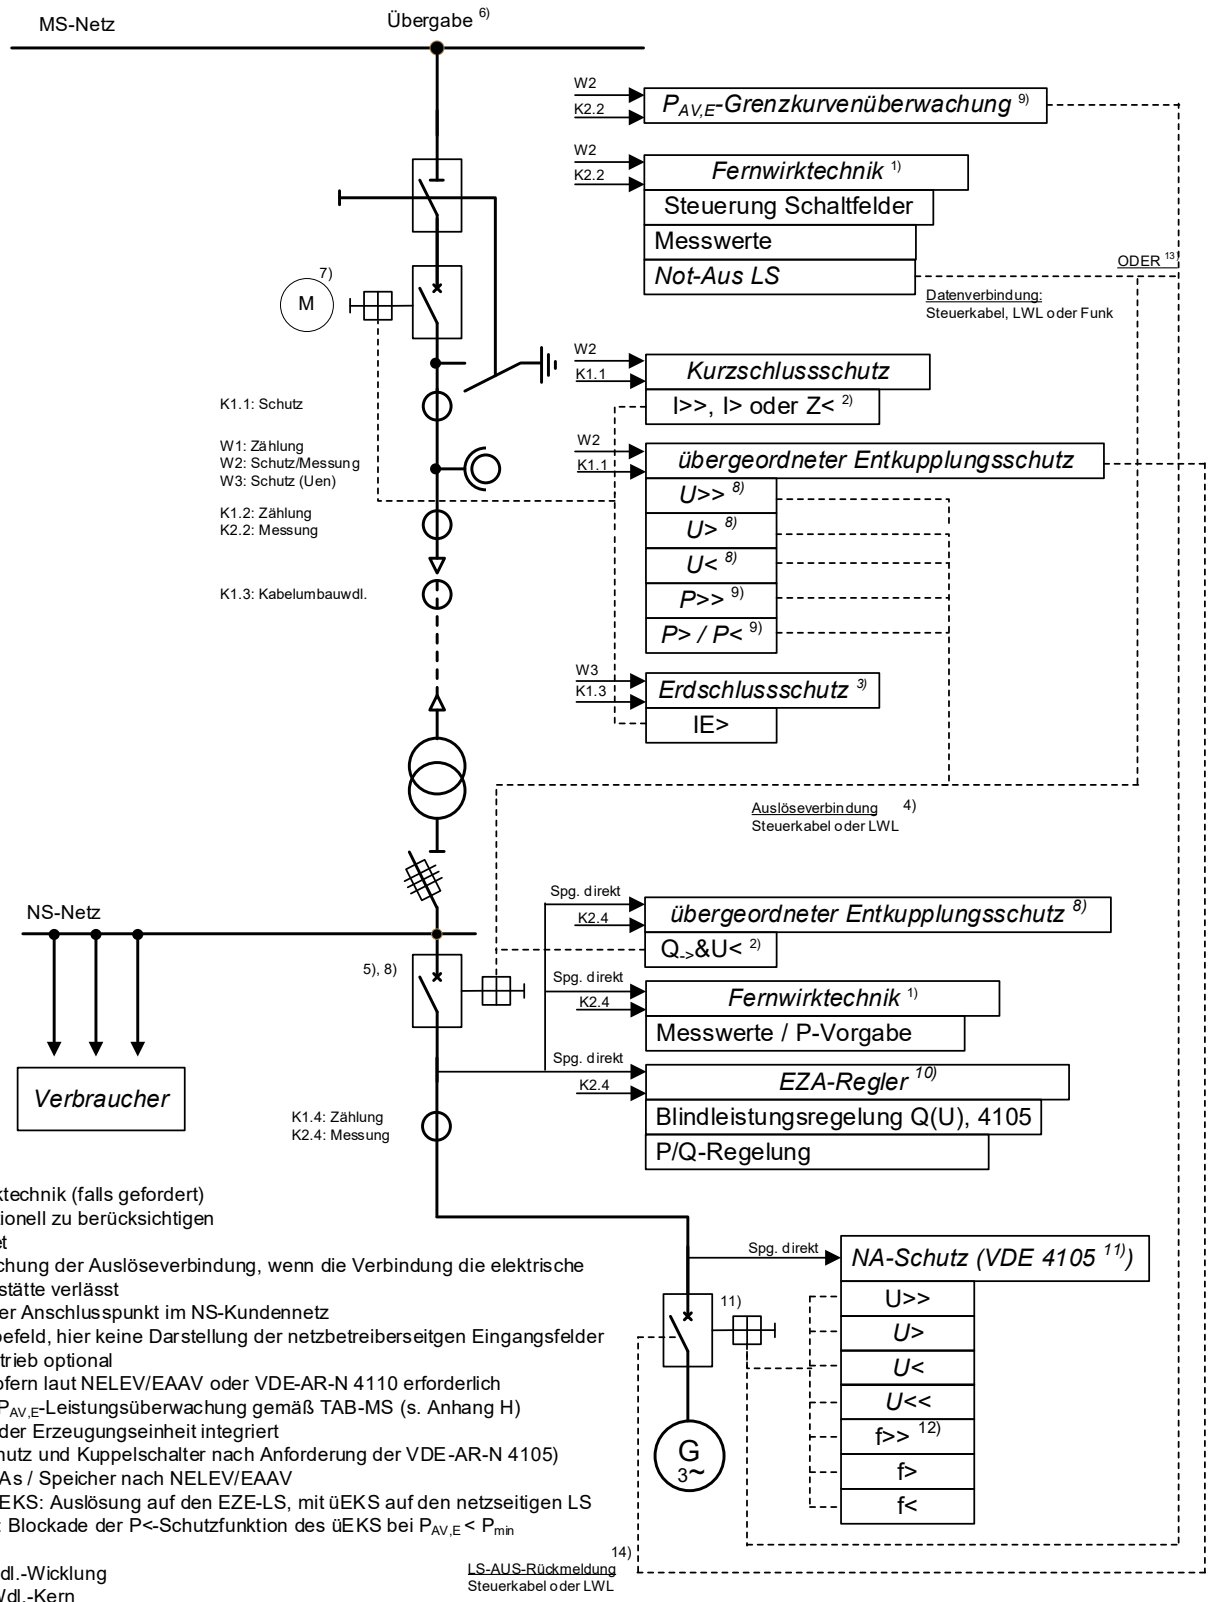 MS-Netz
Übergabe 6)
W2
K2.2
P_AV,E-Grenzkurvenüberwachung 9)
W2
K2.2
Fernwirktechnik 1)
Steuerung Schaltfelder
Messwerte
Not-Aus LS
ODER 13)
Datenverbindung:
Steuerkabel, LWL oder Funk
7)
M
W2
K1.1
Kurzschlussschutz
I>>, I> oder Z< 2)
K1.1: Schutz
W1: Zählung
W2: Schutz/Messung
W3: Schutz (Uen)
K1.2: Zählung
K2.2: Messung
K1.3: Kabelumbauwdl.
W2
K1.1
übergeordneter Entkupplungsschutz
U>> 8)
U> 8)
U< 8)
P>> 9)
P> / P< 9)
W3
K1.3
Erdschlussschutz 3)
IE>
Auslöseverbindung 4)
Steuerkabel oder LWL
NS-Netz
Spg. direkt
K2.4
übergeordneter Entkupplungsschutz 8)
Q->&U< 2)
5), 8)
Spg. direkt
K2.4
Fernwirktechnik 1)
Messwerte / P-Vorgabe
Spg. direkt
K2.4
EZA-Regler 10)
Blindleistungsregelung Q(U), 4105
P/Q-Regelung
Verbraucher
K1.4: Zählung
K2.4: Messung
ktechnik (falls gefordert)
tionell zu berücksichtigen
et
chung der Auslöseverbindung, wenn die Verbindung die elektrische
stätte verlässt
er Anschlusspunkt im NS-Kundennetz
befeld, hier keine Darstellung der netzbetreiberseitgen Eingangsfelder
trieb optional
ofern laut NELEV/EAAV oder VDE-AR-N 4110 erforderlich
P_AV,E-Leistungsüberwachung gemäß TAB-MS (s. Anhang H)
der Erzeugungseinheit integriert
hutz und Kuppelschalter nach Anforderung der VDE-AR-N 4105)
As / Speicher nach NELEV/EAAV
EKS: Auslösung auf den EZE-LS, mit üEKS auf den netzseitigen LS
: Blockade der P<-Schutzfunktion des üEKS bei P_AV,E < P_min
dl.-Wicklung
Wdl.-Kern
Spg. direkt
NA-Schutz (VDE 4105 11))
U>>
U>
U<
U<<
f>> 12)
f>
f<
11)
G
3~
14)
LS-AUS-Rückmeldung
Steuerkabel oder LWL